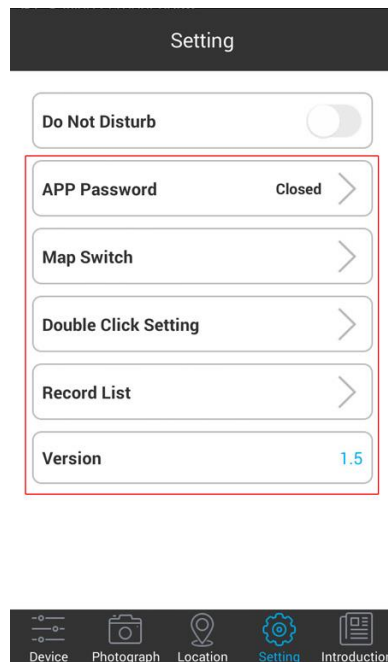 Setting
Do Not Disturb
APP Password Closed
Map Switch
Double Click Setting
Record List
Version 1.5
Device Photograph Location Setting Introduction